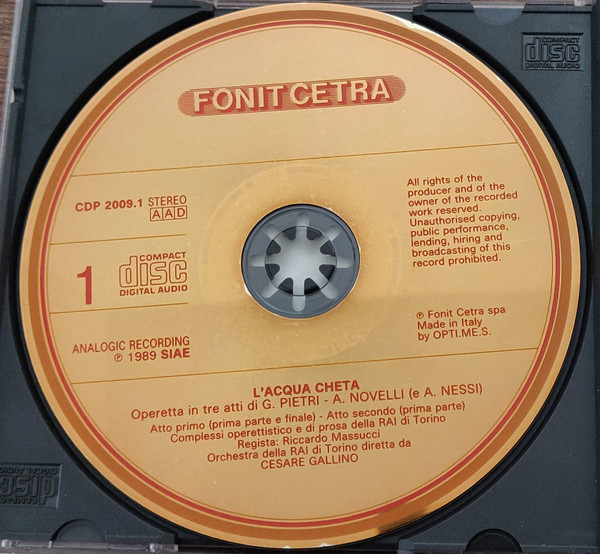 COMPACT
disc
DIGITAL AUDIO
FONIT CETRA
CDP 2009.1 STEREO
AAD
All rights of the
producer and of the
owner of the recorded
work reserved.
Unauthorised copying,
public performance,
lending, hiring and
broadcasting of this
record prohibited.
1
COMPACT
disc
DIGITAL AUDIO
ANALOGIC RECORDING
℗ 1989 SIAE
℗ Fonit Cetra spa
Made in Italy
by OPTI.ME.S.
L'ACQUA CHETA
Operetta in tre atti di G. PIETRI - A. NOVELLI (e A. NESSI)
Atto primo (prima parte e finale) - Atto secondo (prima parte)
Complessi operettistico e di prosa della RAI di Torino
Regista: Riccardo Massucci
Orchestra della RAI di Torino diretta da
CESARE GALLINO
COMPACT
disc
DIGITAL AUDIO